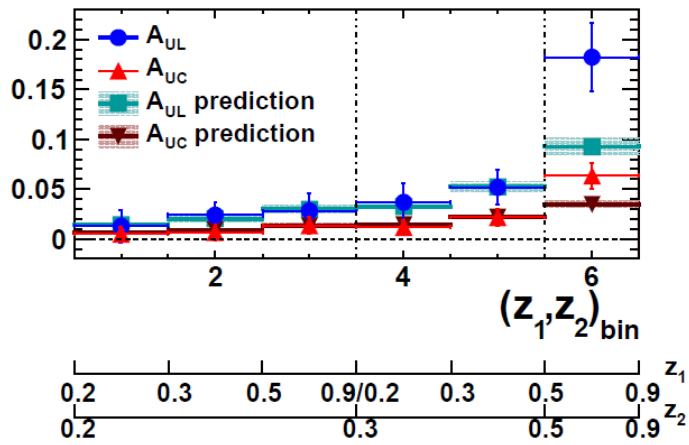 0.2
0.15
0.1
0.05
0
A_UL
A_UC
A_UL prediction
A_UC prediction
2 4 6
(z_1,z_2)_bin
0.2 0.3 0.5 0.9/0.2 0.3 0.5 0.9 z_1
0.2 0.3 0.5 0.9 z_2